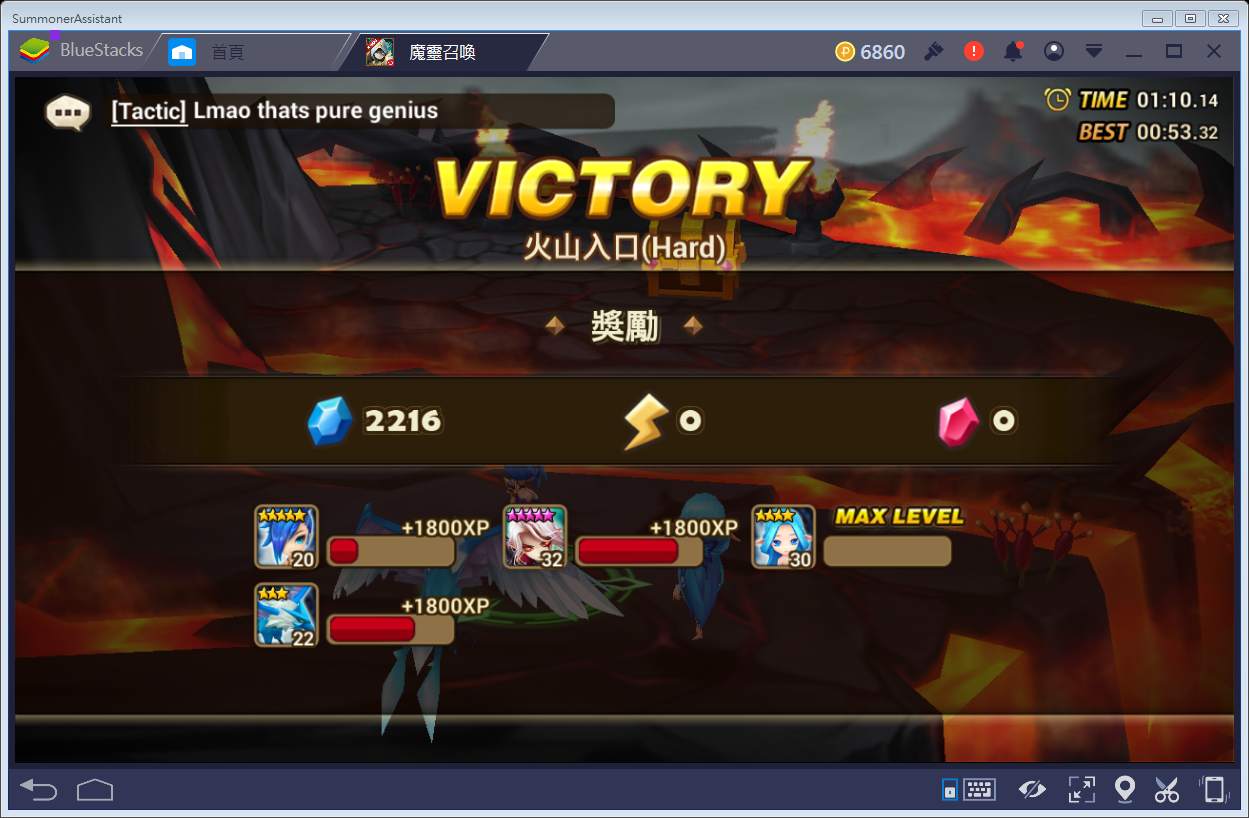 SummonerAssistant
BlueStacks
首頁
魔靈召喚
6860
[Tactic] Lmao thats pure genius
TIME 01:10.14
BEST 00:53.32
VICTORY
火山入口(Hard)
獎勵
2216
0
0
20
+1800XP
32
+1800XP
30
MAX LEVEL
22
+1800XP